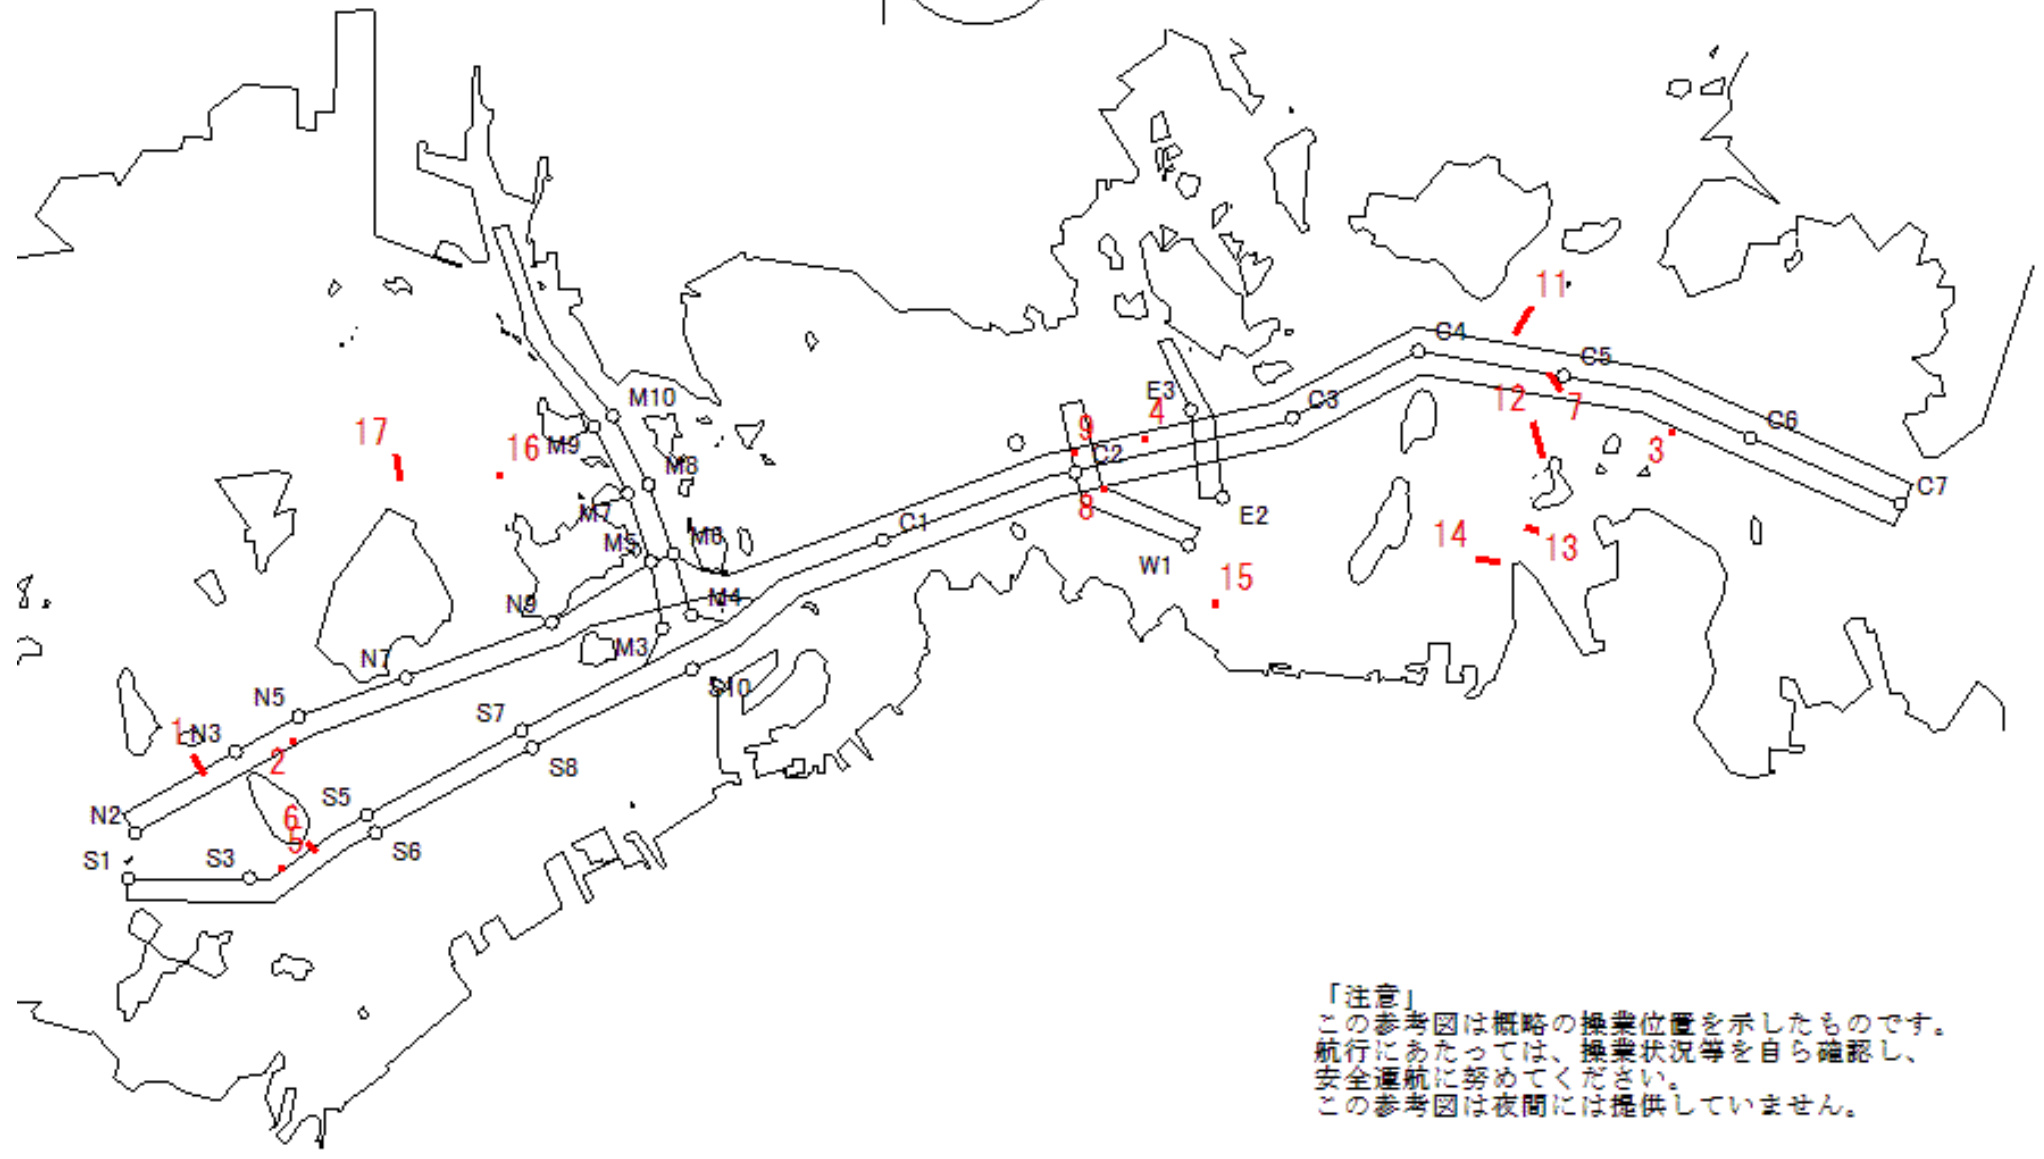 11
C4
C5
M10
E3
4
C3
12
7
17
16
M9
9
C2
3
C6
M8
M7
8
E2
C7
M5
M6
C1
14
13
W1
15
N9
M4
M3
N7
S10
N5
1
N3
2
S7
S8
N2
S5
6
5
S1
S3
S6
「注意」
この参考図は概略の操業位置を示したものです。
航行にあたっては、操業状況等を自ら確認し、
安全運航に努めてください。
この参考図は夜間には提供していません。